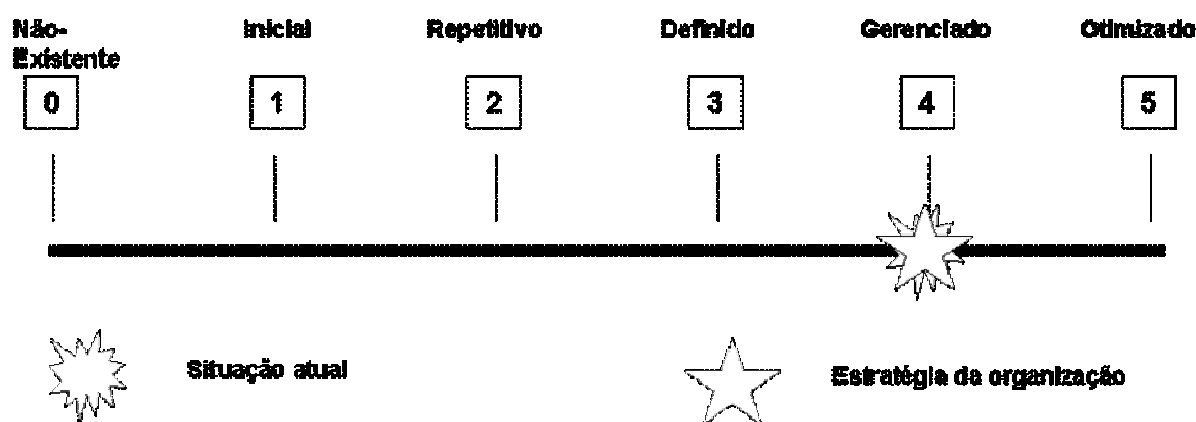 Não-
Existente
Inicial
Repetitivo
Definido
Gerenciado
Otimizado
0
1
2
3
4
5
Situação atual
Estratégia da organização